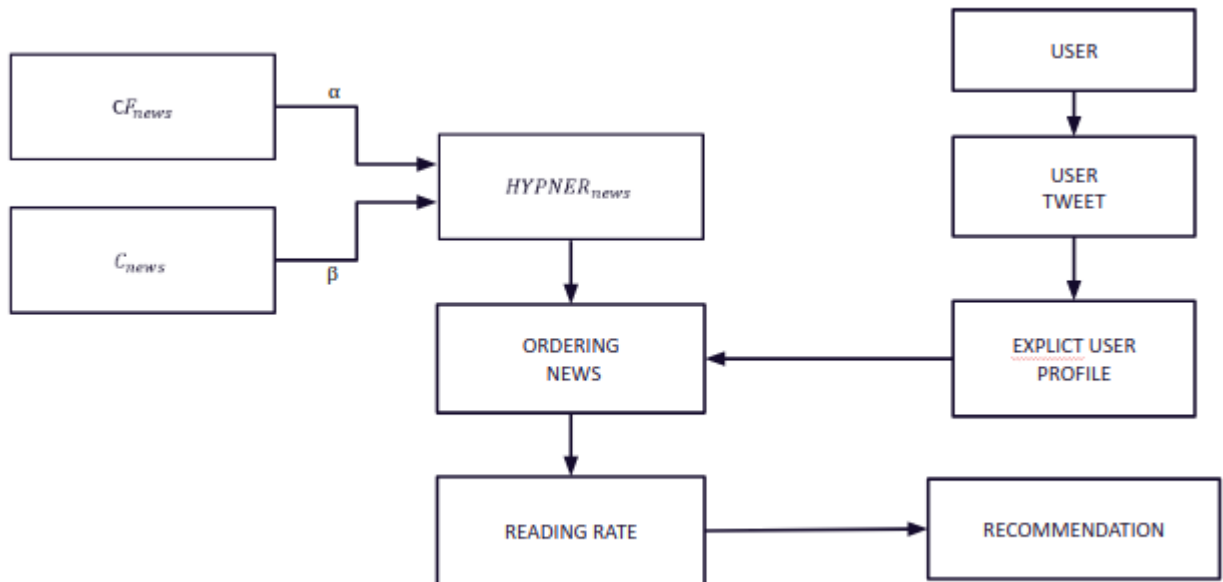 USER
CF_news
α
USER
TWEET
HYPNER_news
C_news
β
ORDERING
NEWS
EXPLICT USER
PROFILE
READING RATE
RECOMMENDATION